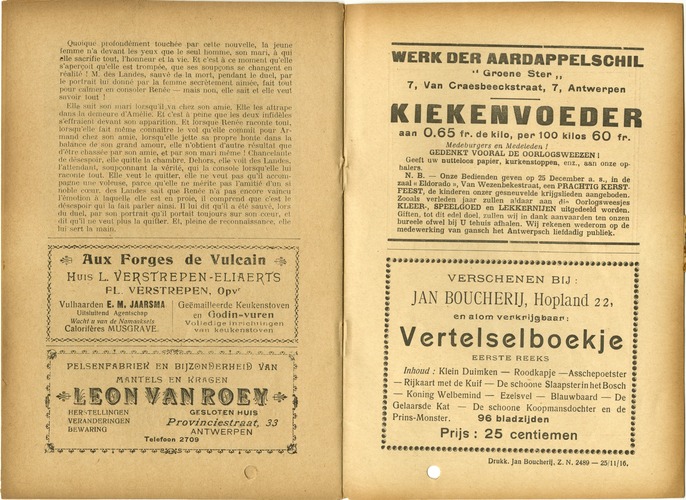 Quoique profondément touchée par cette nouvelle, la jeune
femme n'a devant les yeux que le seul homme, son mari, à qui
elle sacrifie tout, l'honneur et la vie. Et c'est à ce moment qu'elle
s'aperçoit qu'elle est trompée, que ses soupçons se changent en
réalité ! M. des Landes, sauvé de la mort, pendant le duel, par
le portrait lui donné par la femme secrètement aimée, fait tout
pour calmer en consoler Renée — mais non, elle sait et elle veut
savoir tout !
Elle suit son mari lorsqu'il va chez son amie. Elle les attrape
dans la demeure d'Amélie. Et c'est à peine que les deux infidèles
s'effraient devant son apparition. Et lorsque Renée raconte tout,
lorsqu'elle fait même connaître le vol qu'elle commit pour Ar-
mand chez son amie, lorsqu'elle jette sa propre honte dans la
balance de son grand amour, elle n'obtient d'autre résultat que
d'être chassée par son amie, et par son mari même ! Chancelante
de désespoir, elle quitte la chambre. Dehors, elle voit des Landes,
l'attendant, soupçonnant la vérité, qui la console lorsqu'elle lui
raconte tout. Elle veut le quitter, elle ne veut pas qu'il accom-
pagne une voleuse, parce qu'elle ne mérite pas l'amitié d'un si
noble cœur. des Landes sait que Renée n'a pas encore vaincu
l'émotion à laquelle elle est en proie, il comprend que c'est le
désespoir qui la fait parler ainsi. Il lui dit qu'il a été sauvé, lors
du duel, par son portrait qu'il portait toujours sur son cœur, et
dit qu'il ne veut plus la quitter. Et, pleine de reconnaissance, elle
lui sert la main.
Aux Forges de Vulcain
Huis L. VERSTREPEN-ELIAERTS
FL. VERSTREPEN, Opvr
Vulhaarden E. M. JAARSMA
Uitsluitend Agentschap
Wacht u van de Namaaksels
Calorifères MUSGRAVE.
Geëmailleerde Keukenstoven
en Godin-vuren
Volledige inrichtingen
van keukenstoven
PELSENFABRIEK EN BIJZONDERHEID VAN
MANTELS EN KRAGEN
LEON VAN ROEY
HERSTELLINGEN
VERANDERINGEN
BEWARING
GESLOTEN HUIS
Provinciestraat, 33
ANTWERPEN
Telefoon 2709
WERK DER AARDAPPELSCHIL
" Groene Ster „
7, Van Craesbeeckstraat, 7, Antwerpen
KIEKENVOEDER
aan 0.65 fr. de kilo, per 100 kilos 60 fr.
Medeburgers en Medeleden !
GEDENKT VOORAL DE OORLOGSWEEZEN !
Geeft uw nutteloos papier, kurkenstoppen, enz., aan onze op-
halers.
N. B. — Onze Bedienden geven op 25 December a. s., in de
zaal « Eldorado », Van Wezenbekestraat, een PRACHTIG KERST-
FEEST, de kinderen onzer gesneuvelde krijgslieden aangeboden.
Zooals verleden jaar zullen aldaar aan die Oorlogsweesjes
KLEER-, SPEELGOED en LEKKERNIJEN uitgedeeld worden.
Giften, tot dit edel doel, zullen wij in dank aanvaarden ten onzen
bureele ofwel bij U tehuis afhalen. Wij rekenen wederom op de
medewerking van gansch het Antwerpsch liefdadig publiek.
VERSCHENEN BIJ :
JAN BOUCHERIJ, Hopland 22,
en alom verkrijgbaar :
Vertelselboekje
EERSTE REEKS
Inhoud : Klein Duimken — Roodkapje — Asschepoetster
— Rijkaart met de Kuif — De schoone Slaapster in het Bosch
— Koning Welbemind — Ezelsvel — Blauwbaard — De
Gelaarsde Kat — De schoone Koopmansdochter en de
Prins-Monster. 96 bladzijden
Prijs : 25 centiemen
Drukk. Jan Boucherij, Z. N. 2489 — 25/11/16.